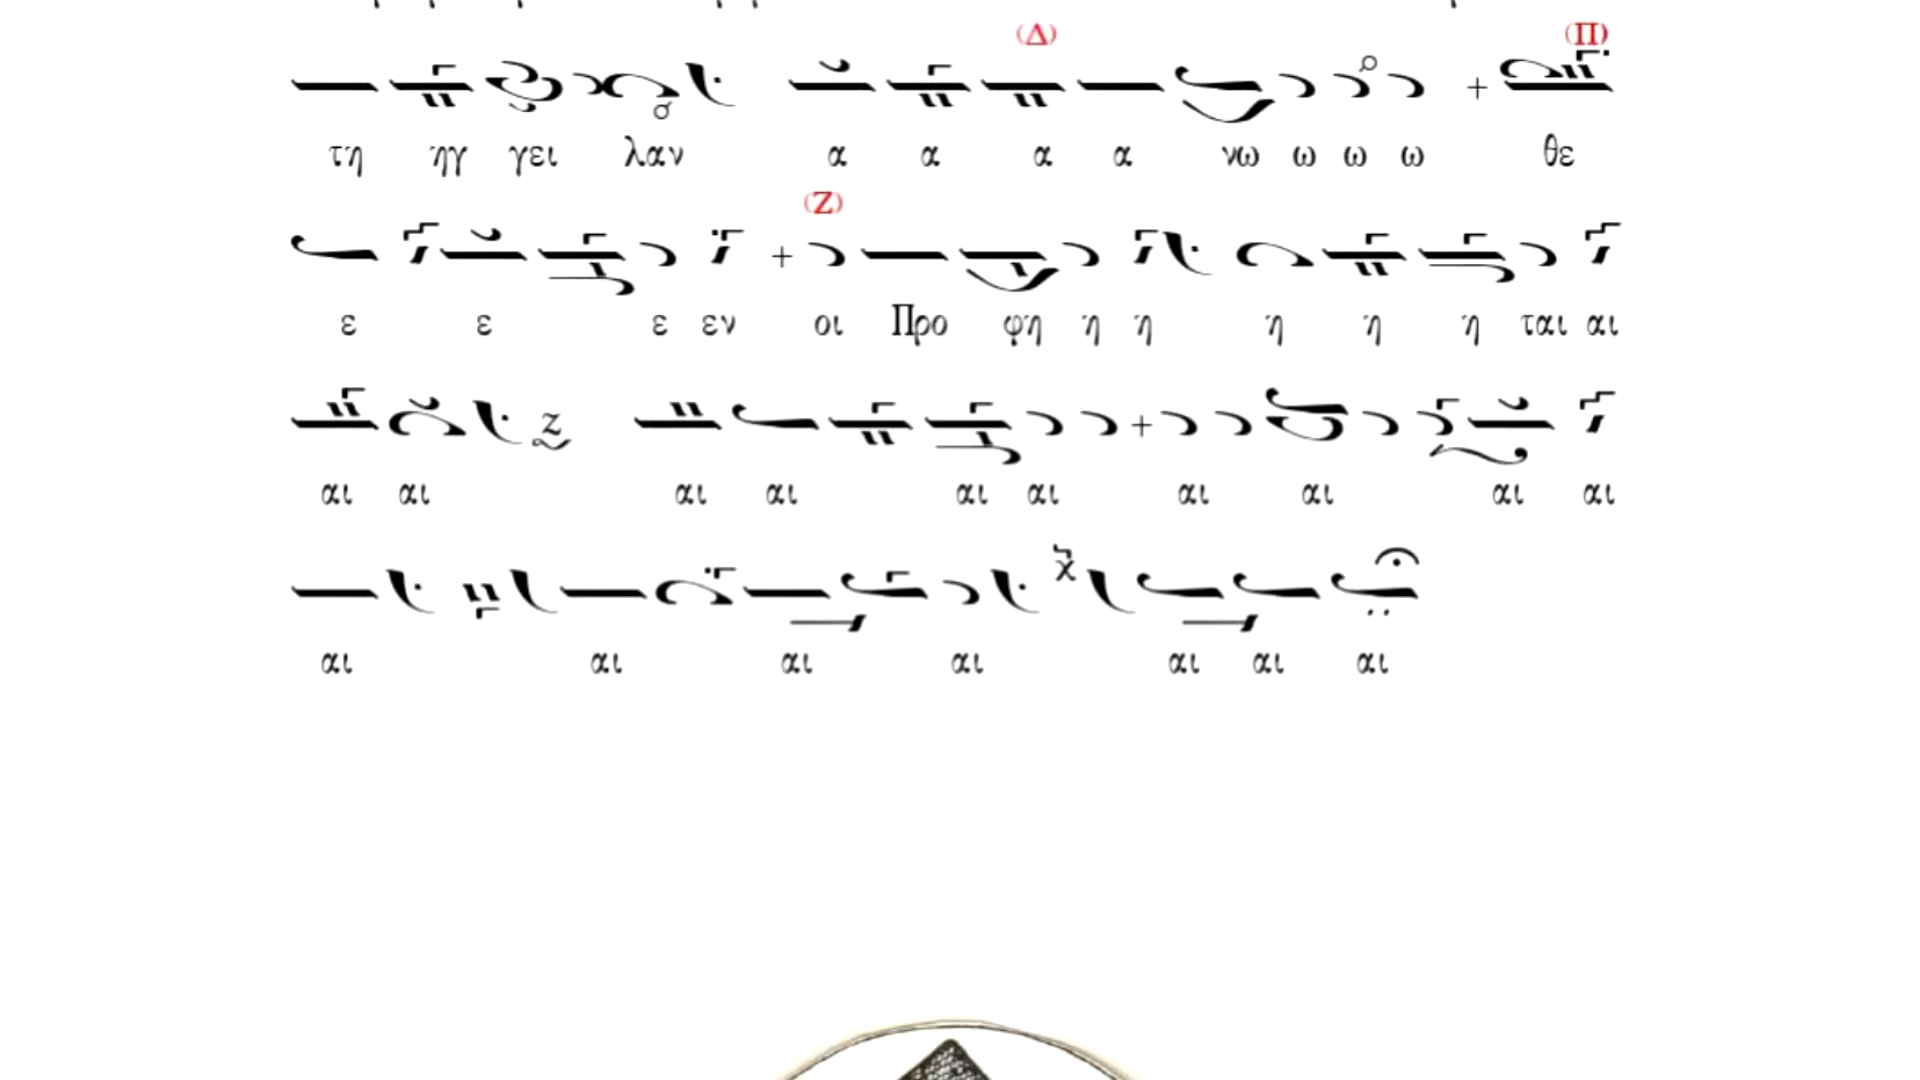 (Δ) (Π)
τη ηγ γει λαν α α α α νω ω ω ω θε
(Ζ)
ε ε ε εν οι Προ φη η η η η η ται αι
αι αι αι αι αι αι αι αι αι αι
αι αι αι αι αι αι αι